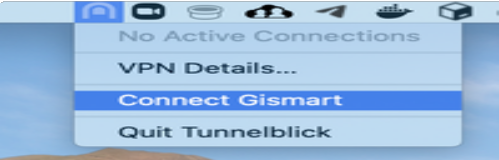 No Active Connections
VPN Details...
Connect Gismart
Quit Tunnelblick